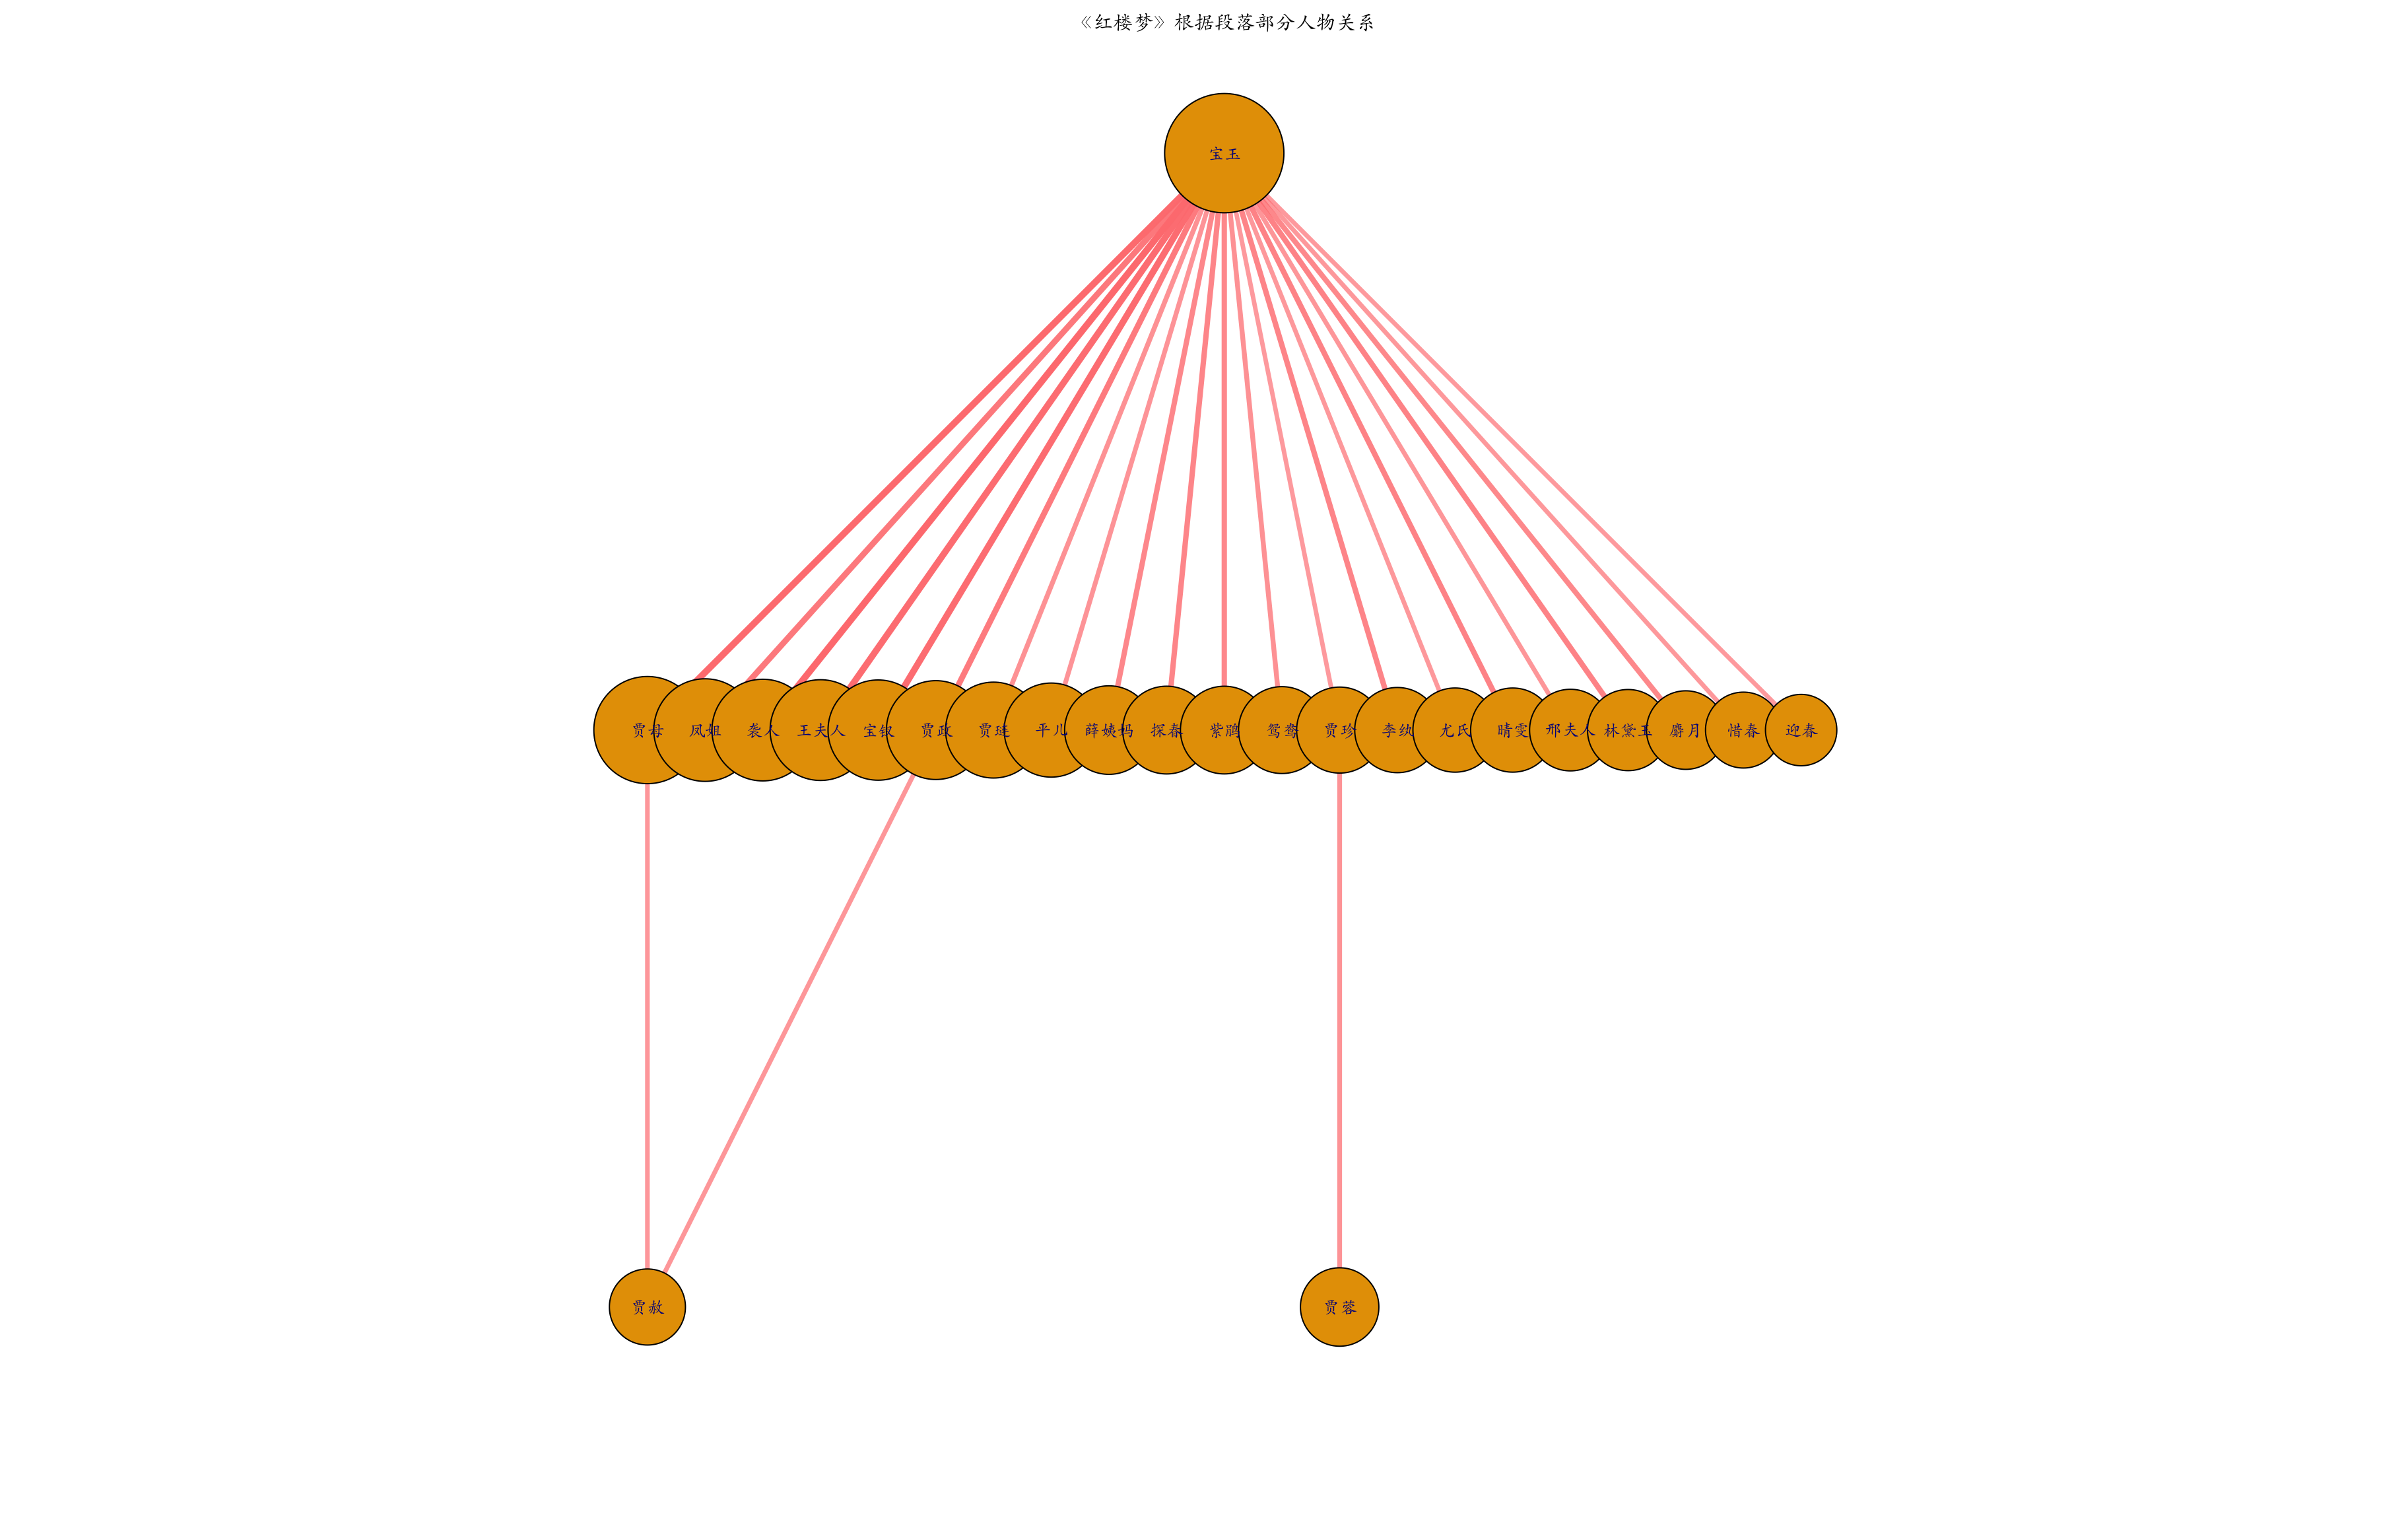 《红楼梦》根据段落部分人物关系
宝玉
贾母 凤姐 袭人 王夫人 宝钗 贾政 贾琏 平儿 薛姨妈 探春 紫鹃 鸳鸯 贾珍 李纨 尤氏 晴雯 邢夫人 林黛玉 麝月 惜春 迎春
贾赦 贾蓉